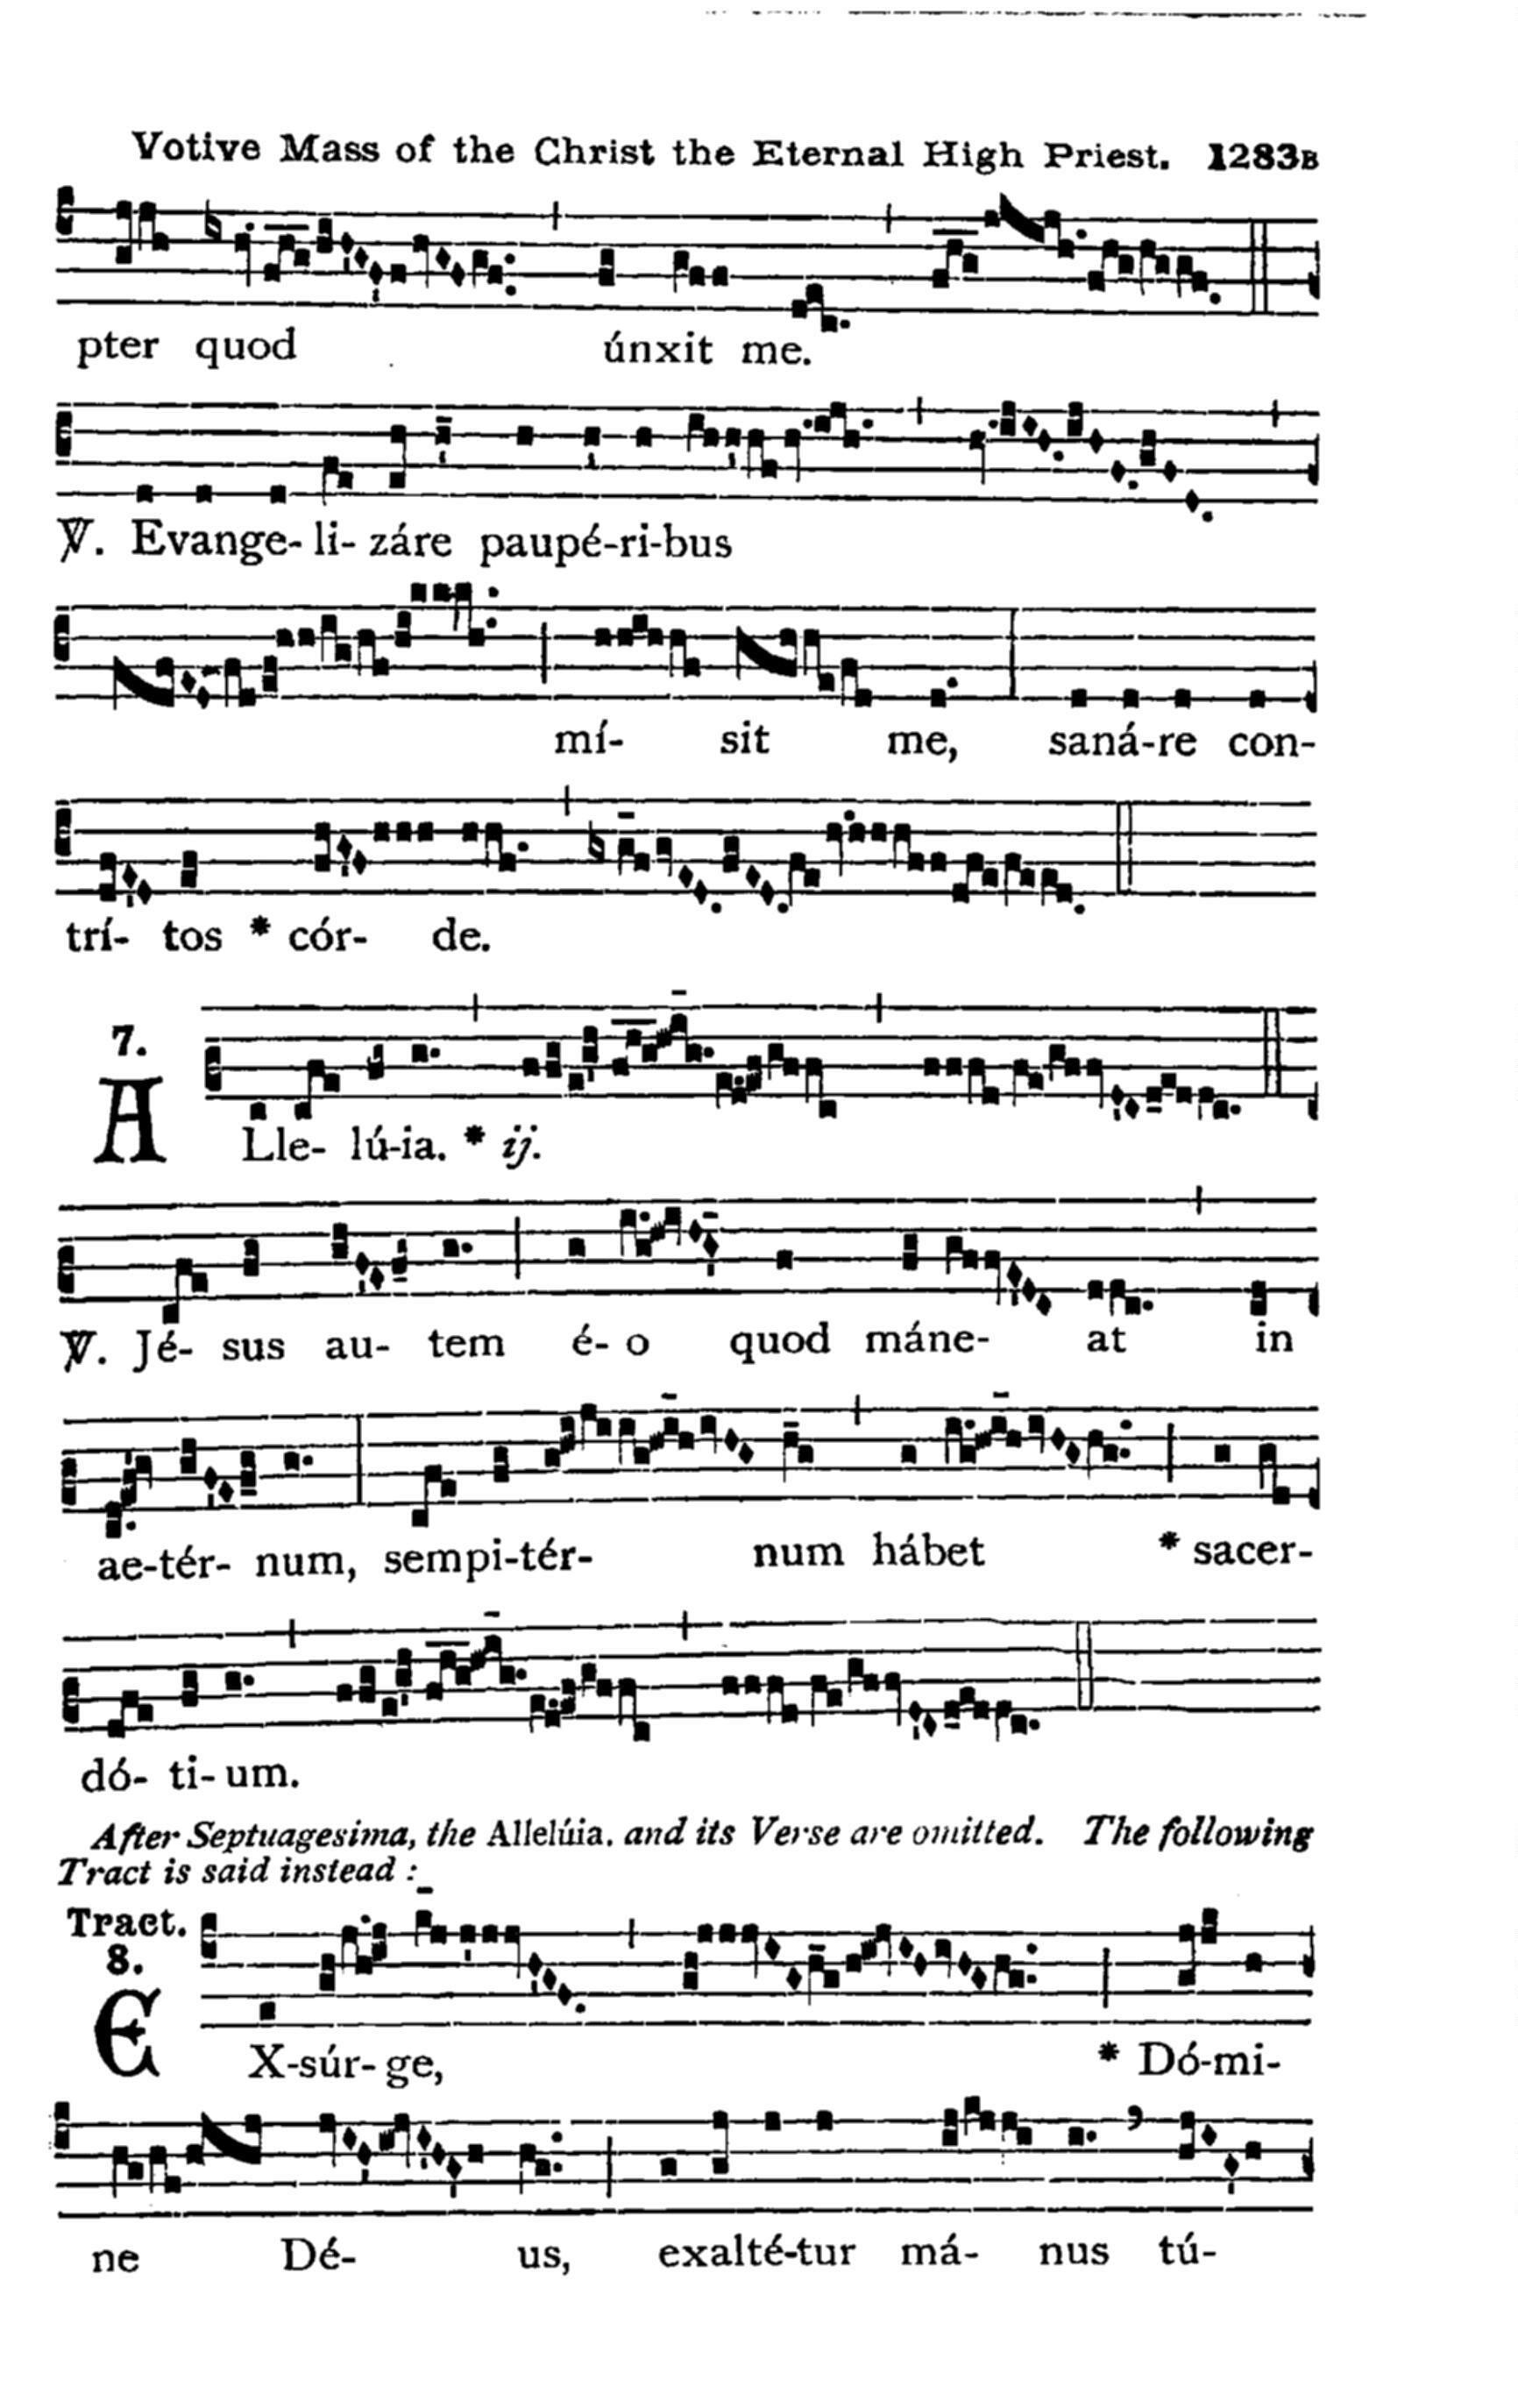 Votive Mass of the Christ the Eternal High Priest. 1283B
pter quod únxit me.
℣. Evange- li- záre paupé-ri-bus
mí- sit me, saná-re con-
trí- tos * cór- de.
7.
A
Lle- lú-ia. * ij.
℣. Jé- sus au- tem é- o quod máne- at in
ae-tér- num, sempi-tér- num hábet * sacer-
dó- ti- um.
After Septuagesima, the Allelúia. and its Verse are omitted. The following
Tract is said instead :
Tract.
8.
E
X-súr- ge, * Dó-mi-
ne Dé- us, exalté-tur má- nus tú-